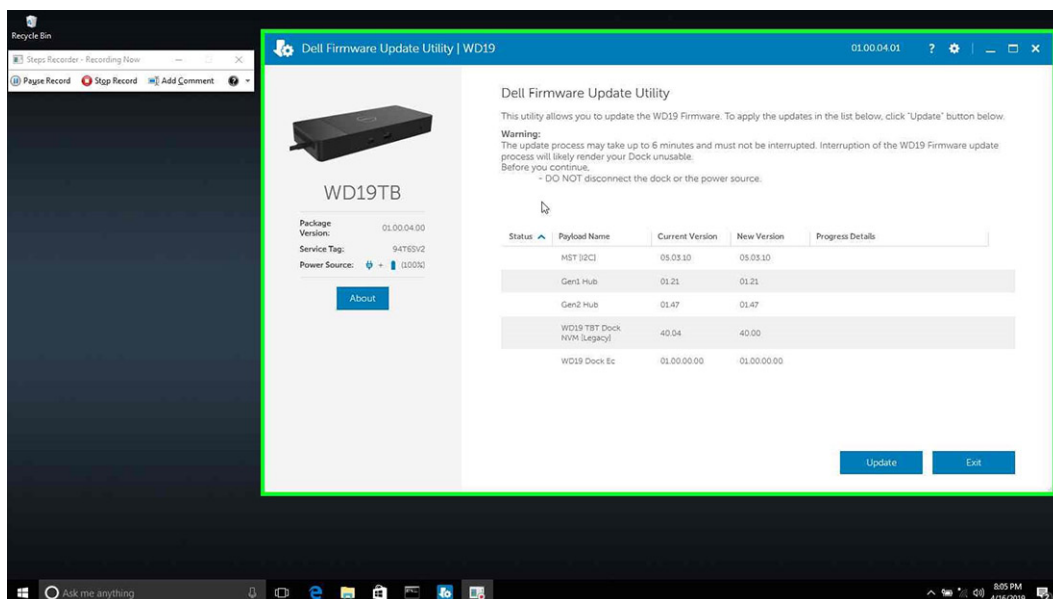 Recycle Bin
Steps Recorder - Recording Now
Pause Record Stop Record Add Comment
Dell Firmware Update Utility | WD19
01.00.04.01
?
WD19TB
Package Version: 01.00.04.00
Service Tag: 94T6SV2
Power Source: + (100%)
About
Dell Firmware Update Utility
This utility allows you to update the WD19 Firmware. To apply the updates in the list below, click "Update" button below.
Warning:
The update process may take up to 6 minutes and must not be interrupted. Interruption of the WD19 Firmware update
process will likely render your Dock unusable.
Before you continue,
- DO NOT disconnect the dock or the power source.
Status Payload Name Current Version New Version Progress Details
MST [I2C] 05.03.10 05.03.10
Gen1 Hub 01.21 01.21
Gen2 Hub 01.47 01.47
WD19 TBT Dock NVM [Legacy] 40.04 40.00
WD19 Dock Ec 01.00.00.00 01.00.00.00
Update Exit
Ask me anything
8:05 PM
4/16/2019